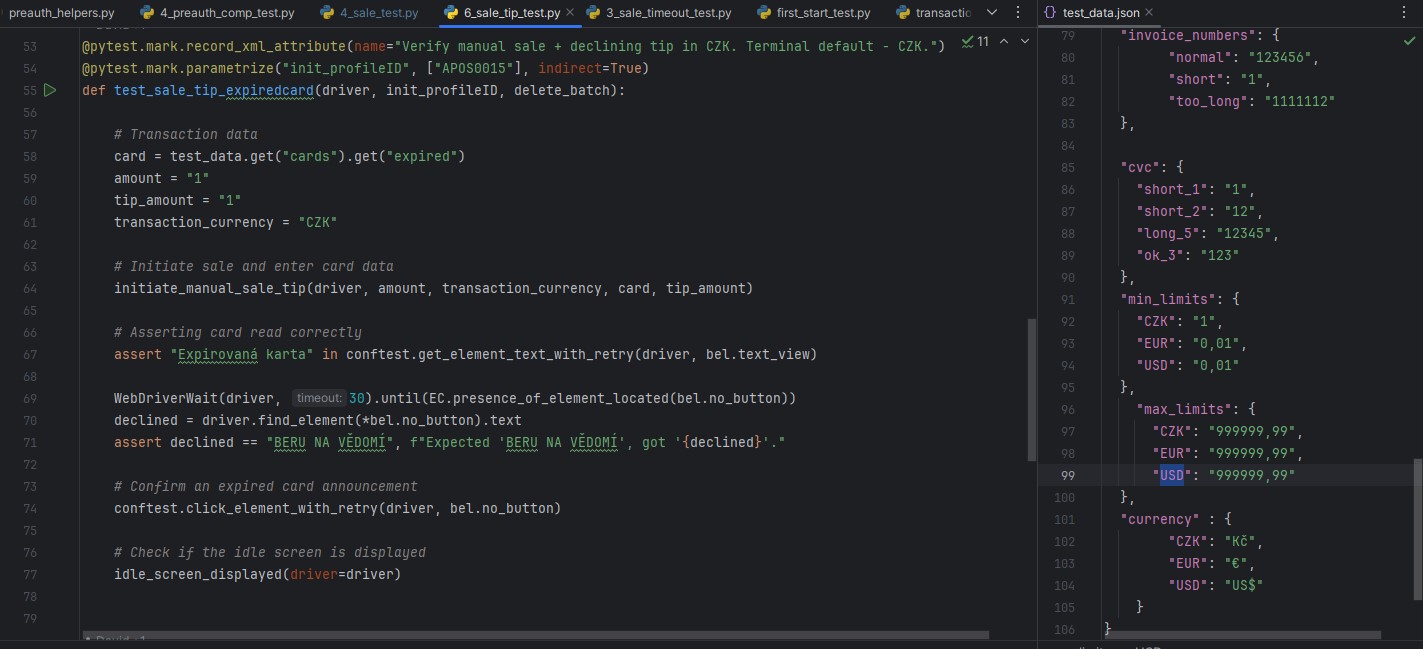 preauth_helpers.py 4_preauth_comp_test.py 4_sale_test.py 6_sale_tip_test.py 3_sale_timeout_test.py first_start_test.py transactio test_data.json
53 @pytest.mark.record_xml_attribute(name="Verify manual sale + declining tip in CZK. Terminal default - CZK.") 11
54 @pytest.mark.parametrize("init_profileID", ["APOS0015"], indirect=True)
55 def test_sale_tip_expiredcard(driver, init_profileID, delete_batch):
56
57 # Transaction data
58 card = test_data.get("cards").get("expired")
59 amount = "1"
60 tip_amount = "1"
61 transaction_currency = "CZK"
62
63 # Initiate sale and enter card data
64 initiate_manual_sale_tip(driver, amount, transaction_currency, card, tip_amount)
65
66 # Asserting card read correctly
67 assert "Expirovaná karta" in conftest.get_element_text_with_retry(driver, bel.text_view)
68
69 WebDriverWait(driver, timeout: 30).until(EC.presence_of_element_located(bel.no_button))
70 declined = driver.find_element(*bel.no_button).text
71 assert declined == "BERU NA VĚDOMÍ", f"Expected 'BERU NA VĚDOMÍ', got '{declined}'."
72
73 # Confirm an expired card announcement
74 conftest.click_element_with_retry(driver, bel.no_button)
75
76 # Check if the idle screen is displayed
77 idle_screen_displayed(driver=driver)
78
79
79 "invoice_numbers": {
80 "normal": "123456",
81 "short": "1",
82 "too_long": "1111112"
83 },
84
85 "cvc": {
86 "short_1": "1",
87 "short_2": "12",
88 "long_5": "12345",
89 "ok_3": "123"
90 },
91 "min_limits": {
92 "CZK": "1",
93 "EUR": "0,01",
94 "USD": "0,01"
95 },
96 "max_limits": {
97 "CZK": "999999,99",
98 "EUR": "999999,99",
99 "USD": "999999,99"
100 },
101 "currency" : {
102 "CZK": "Kč",
103 "EUR": "€",
104 "USD": "US$"
105 }
106 }